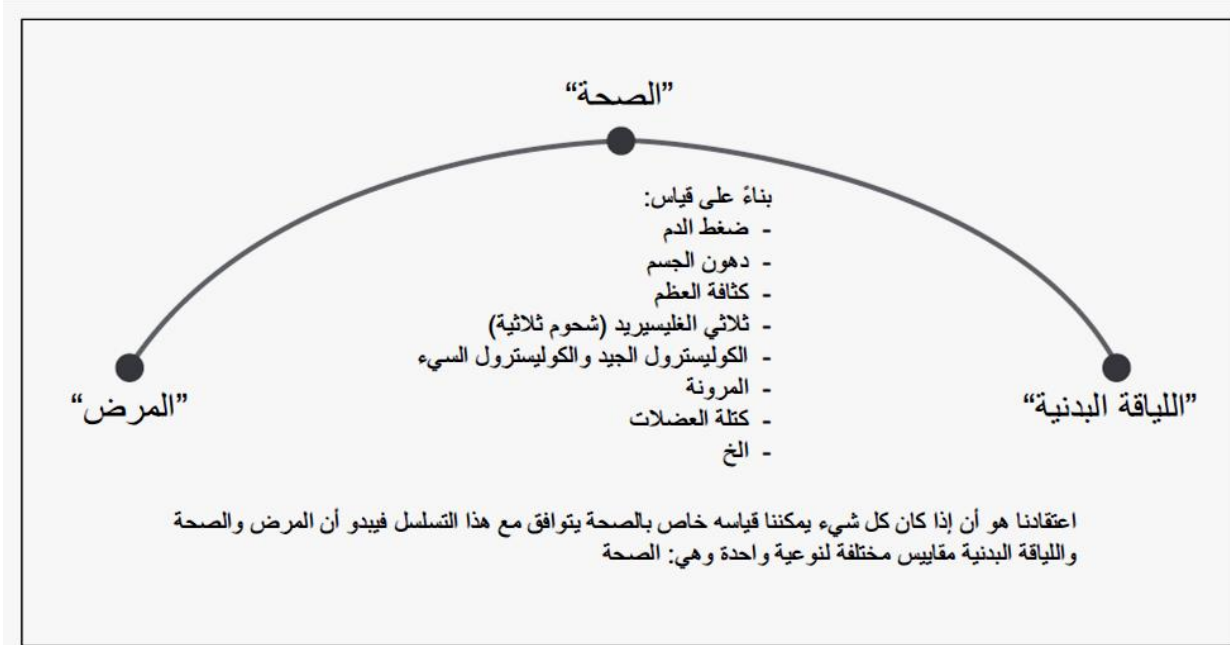 "الصحة"
بناءً على قياس:
- ضغط الدم
- دهون الجسم
- كثافة العظم
- ثلاثي الغليسيريد (شحوم ثلاثية)
- الكوليسترول الجيد والكوليسترول السيء
- المرونة
- كتلة العضلات
- الخ
"اللياقة البدنية"
"المرض"
اعتقادنا هو أن إذا كان كل شيء يمكننا قياسه خاص بالصحة يتوافق مع هذا التسلسل فيبدو أن المرض والصحة
واللياقة البدنية مقاييس مختلفة لنوعية واحدة وهي: الصحة